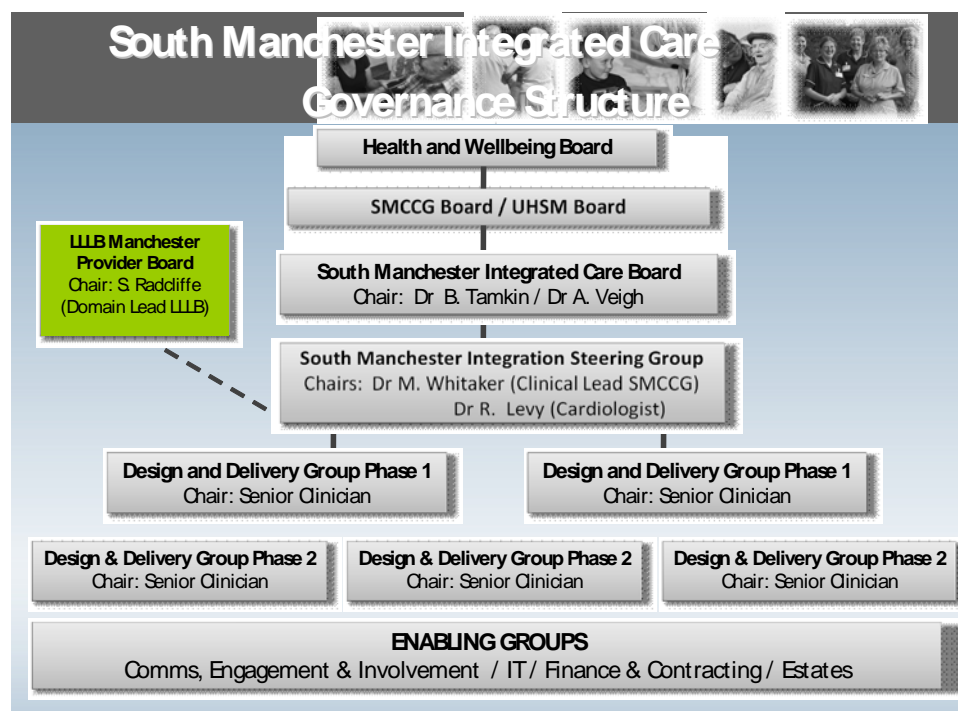 South Manchester Integrated Care
Governance Structure
Health and Wellbeing Board
SMCCG Board / UHSM Board
LLLB Manchester
Provider Board
Chair: S. Radcliffe
(Domain Lead LLLB)
South Manchester Integrated Care Board
Chair: Dr B. Tamkin / Dr A. Veigh
South Manchester Integration Steering Group
Chairs: Dr M. Whitaker (Clinical Lead SMCCG)
Dr R. Levy (Cardiologist)
Design and Delivery Group Phase 1
Chair: Senior Clinician
Design and Delivery Group Phase 1
Chair: Senior Clinician
Design & Delivery Group Phase 2
Chair: Senior Clinician
Design & Delivery Group Phase 2
Chair: Senior Clinician
Design & Delivery Group Phase 2
Chair: Senior Clinician
ENABLING GROUPS
Comms, Engagement & Involvement / IT / Finance & Contracting / Estates